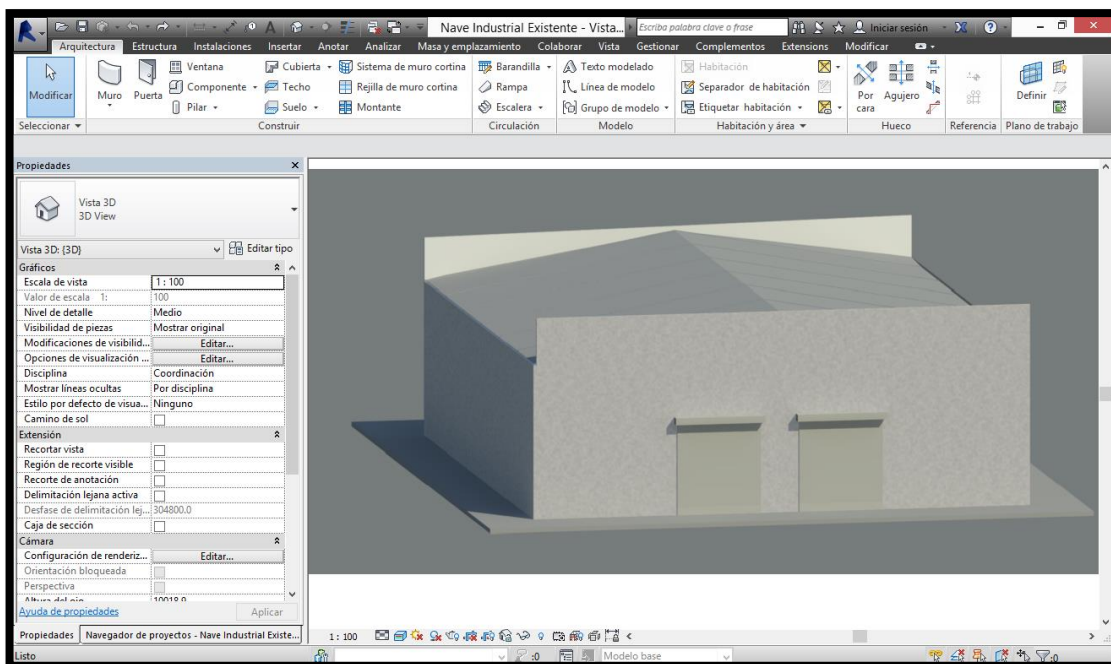 Nave Industrial Existente - Vista... Escriba palabra clave o frase Iniciar sesión
Arquitectura Estructura Instalaciones Insertar Anotar Analizar Masa y emplazamiento Colaborar Vista Gestionar Complementos Extensions Modificar
Ventana Cubierta Sistema de muro cortina Barandilla Texto modelado Habitación
Modificar Muro Puerta Componente Techo Rejilla de muro cortina Rampa Línea de modelo Separador de habitación Por cara Agujero Definir
Pilar Suelo Montante Escalera Grupo de modelo Etiquetar habitación
Seleccionar Construir Circulación Modelo Habitación y área Hueco Referencia Plano de trabajo
Propiedades
Vista 3D
3D View
Vista 3D: {3D} Editar tipo
Gráficos
Escala de vista 1 : 100
Valor de escala 1: 100
Nivel de detalle Medio
Visibilidad de piezas Mostrar original
Modificaciones de visibilid... Editar...
Opciones de visualización ... Editar...
Disciplina Coordinación
Mostrar líneas ocultas Por disciplina
Estilo por defecto de visua... Ninguno
Camino de sol
Extensión
Recortar vista
Región de recorte visible
Recorte de anotación
Delimitación lejana activa
Desfase de delimitación lej... 304800.0
Caja de sección
Cámara
Configuración de renderiz... Editar...
Orientación bloqueada
Perspectiva
Altura del ojo 10018.0
Ayuda de propiedades Aplicar
Propiedades Navegador de proyectos - Nave Industrial Existe... 1 : 100
Listo :0 Modelo base :0